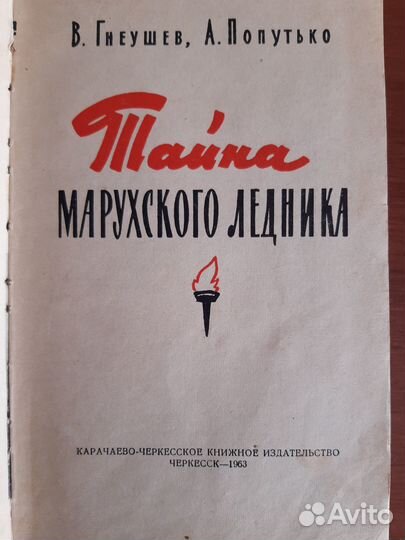 В. Гнеушев, А. Попутько
Тайна
МАРУХСКОГО ЛЕДНИКА
КАРАЧАЕВО-ЧЕРКЕССКОЕ КНИЖНОЕ ИЗДАТЕЛЬСТВО
ЧЕРКЕССК—1963
Avito